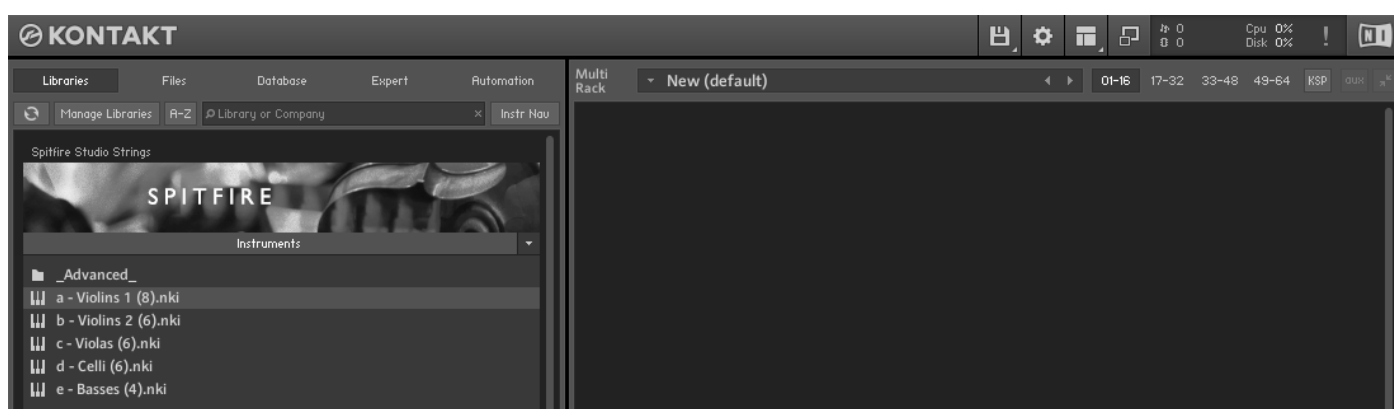 KONTAKT
0
0
Cpu 0%
Disk 0%
!
NI
Libraries Files Database Expert Automation
Manage Libraries A-Z Library or Company × Instr Nav
Multi
Rack
New (default)
01-16 17-32 33-48 49-64 KSP aux
Spitfire Studio Strings
SPITFIRE
Instruments
_Advanced_
a - Violins 1 (8).nki
b - Violins 2 (6).nki
c - Violas (6).nki
d - Celli (6).nki
e - Basses (4).nki